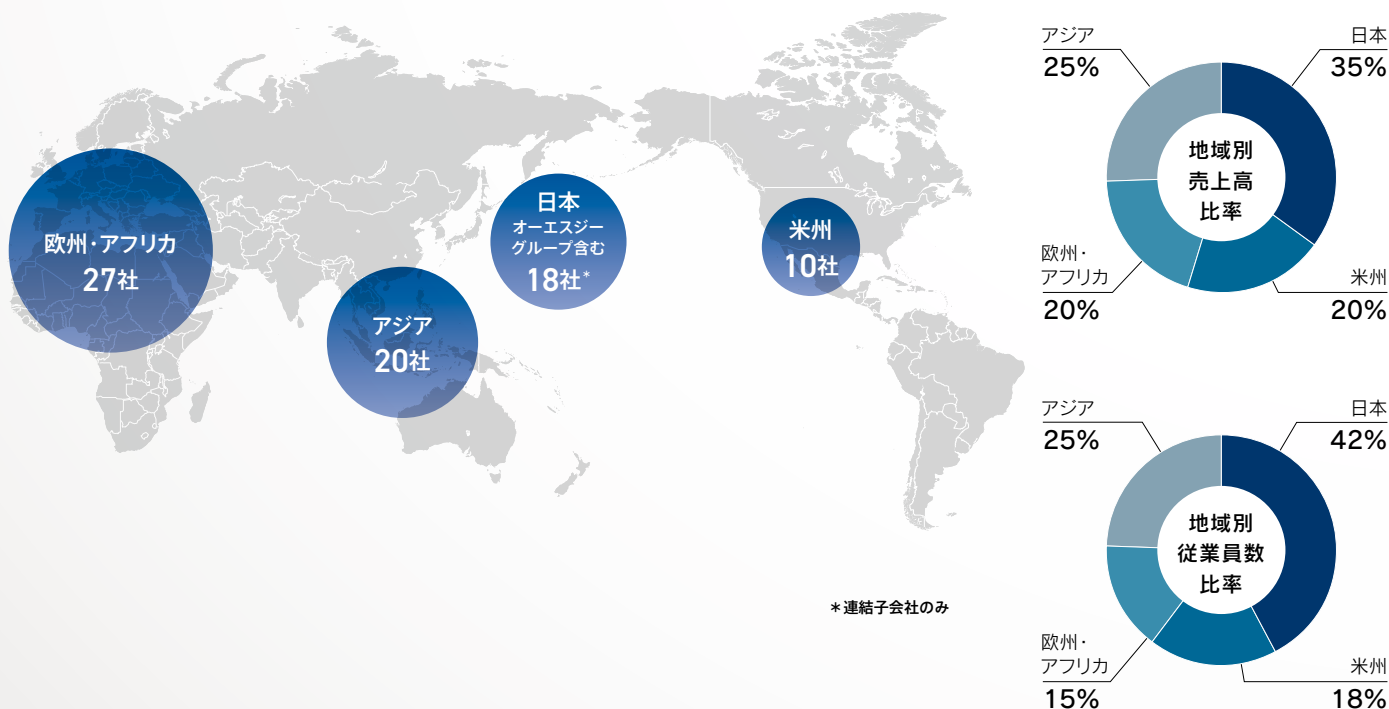 欧州・アフリカ
27社
アジア
20社
日本
オーエスジー
グループ含む
18社*
米州
10社
*連結子会社のみ
アジア
25%
日本
35%
地域別
売上高
比率
欧州・
アフリカ
20%
米州
20%
アジア
25%
日本
42%
地域別
従業員数
比率
欧州・
アフリカ
15%
米州
18%